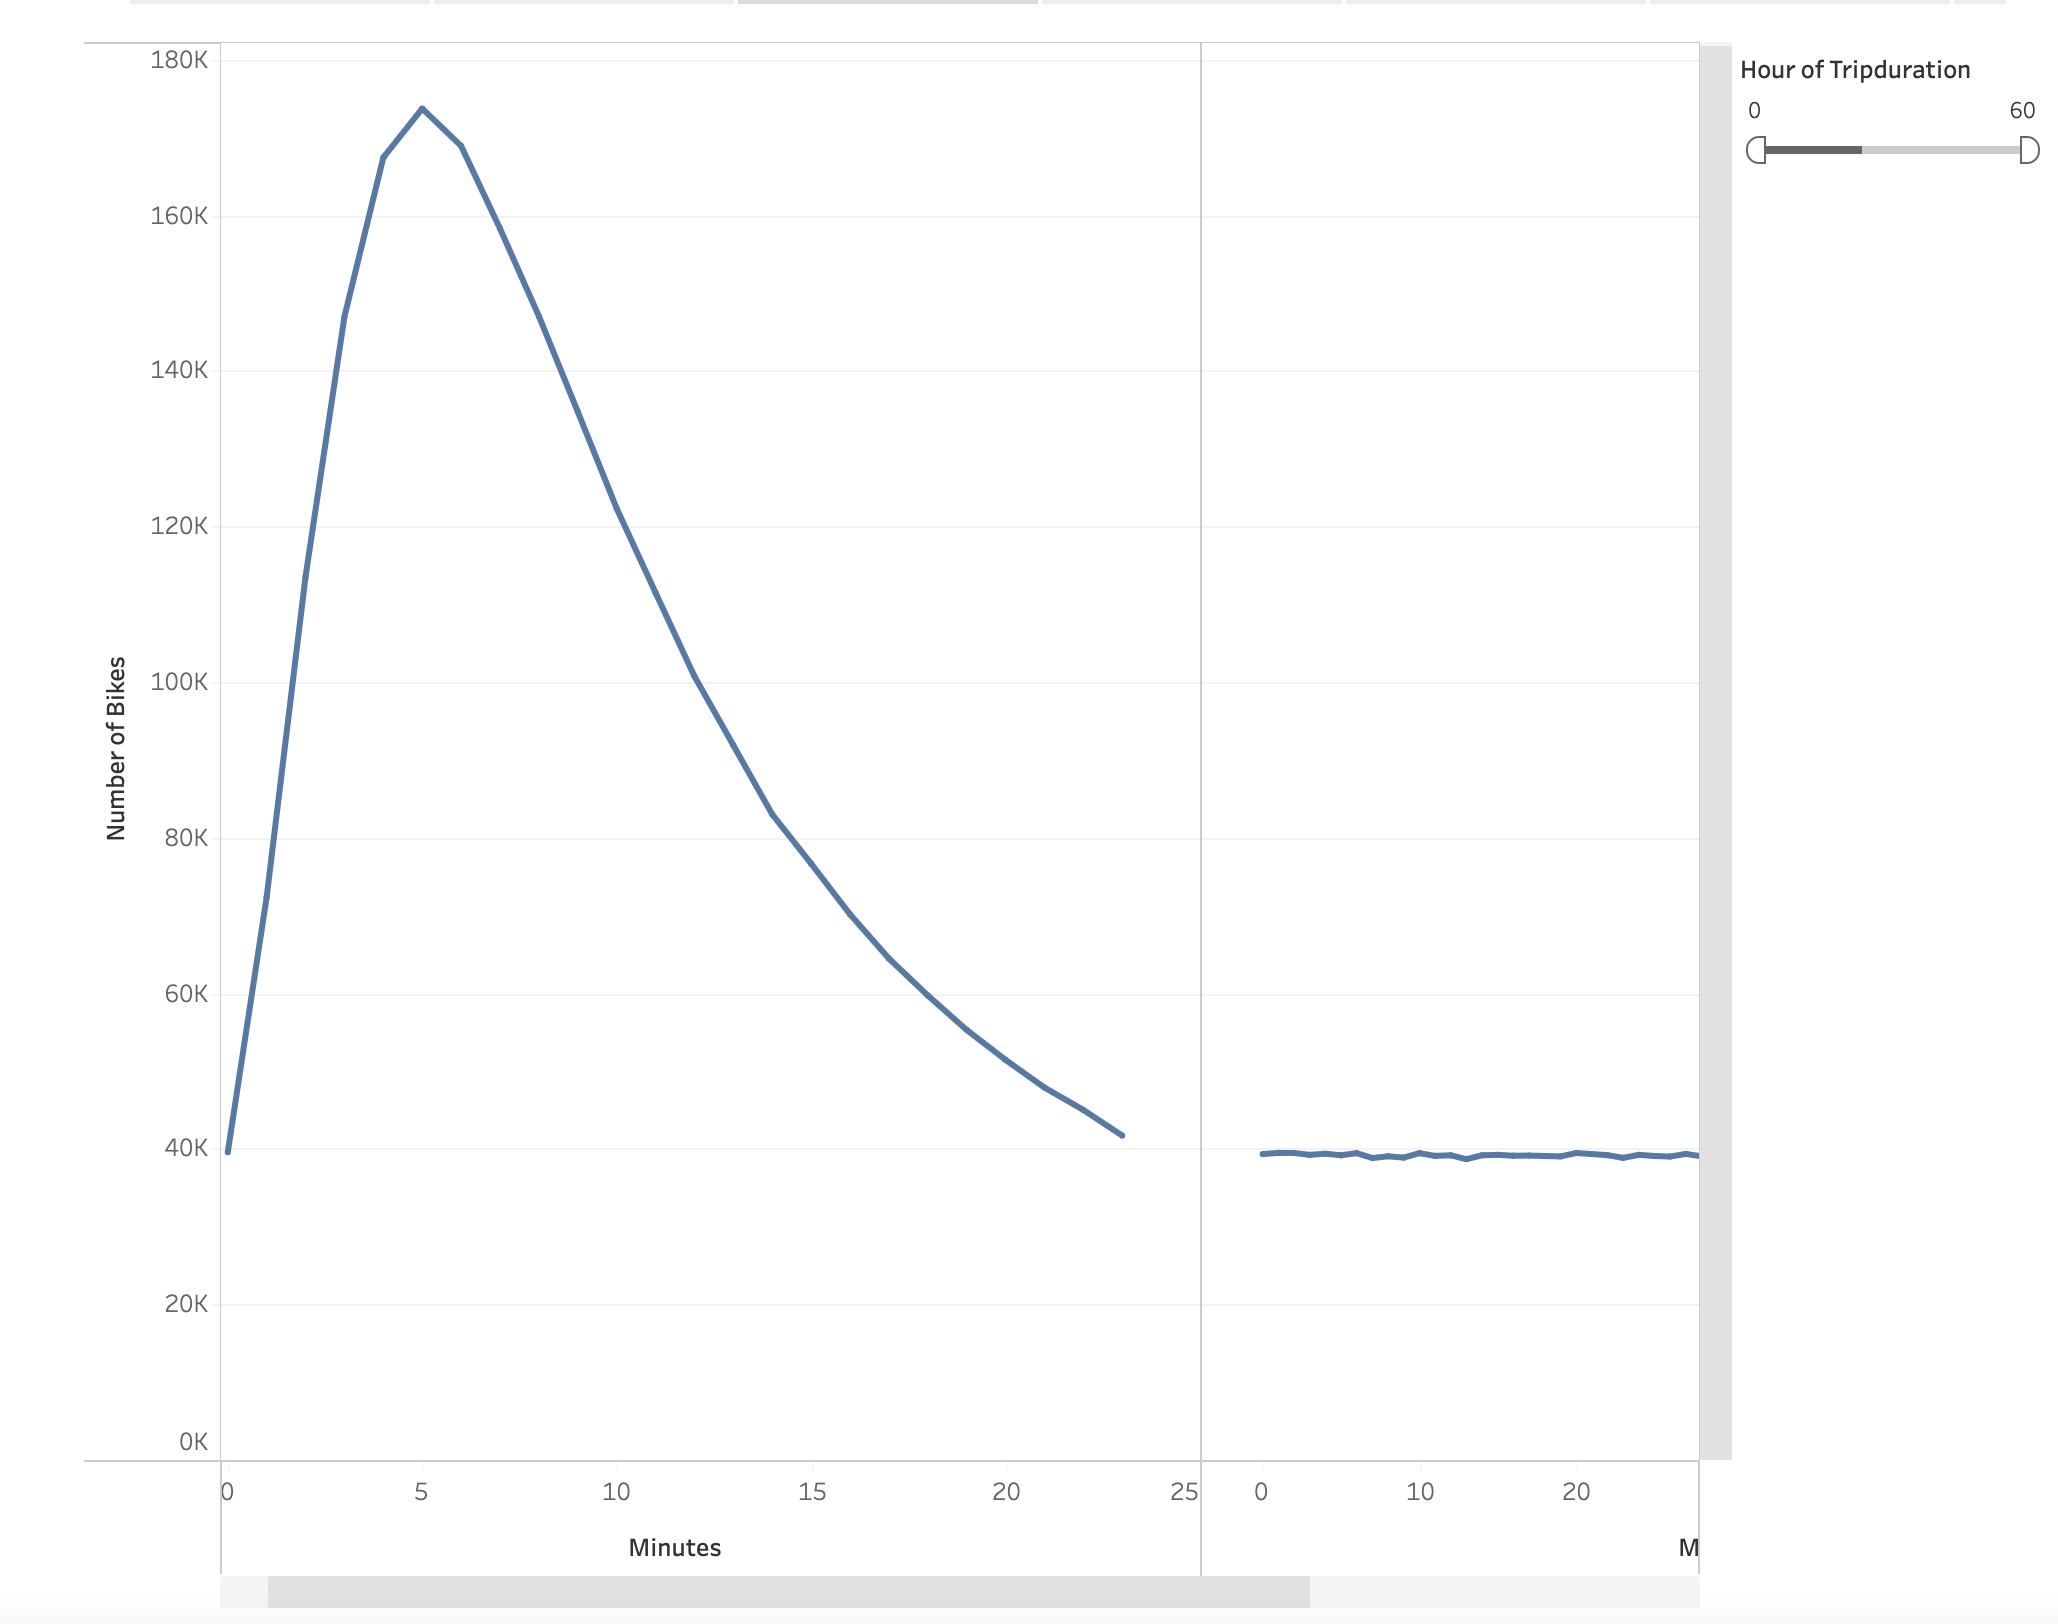 Hour of Tripduration
0 60
Number of Bikes
180K
160K
140K
120K
100K
80K
60K
40K
20K
0K
0 5 10 15 20 25 0 10 20
Minutes M